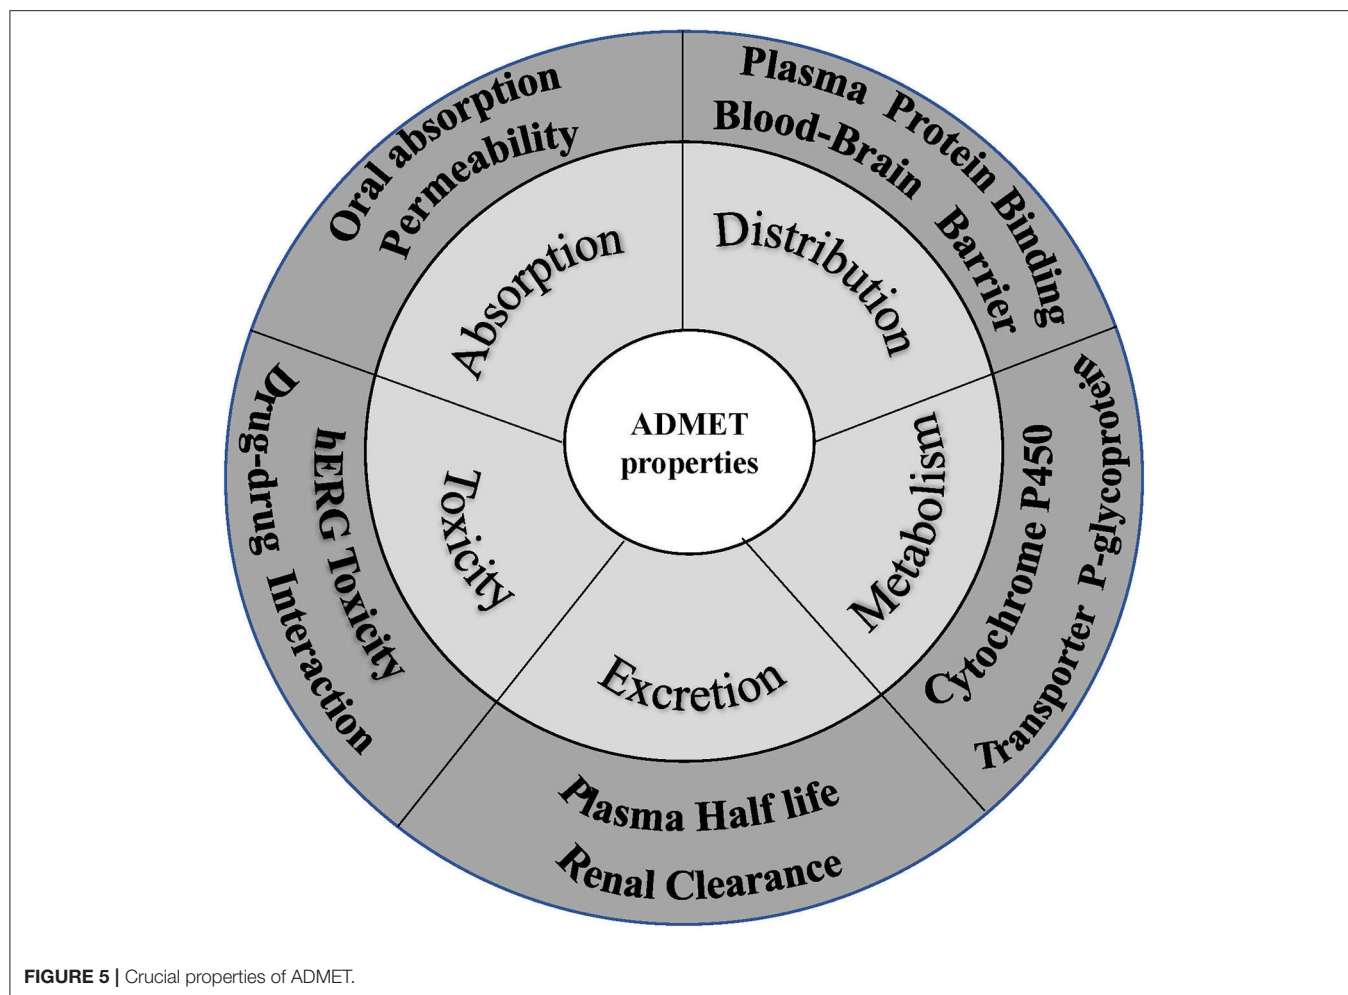 ADMET
properties
Absorption
Oral absorption
Permeability
Distribution
Plasma Protein Binding
Blood-Brain Barrier
Metabolism
Cytochrome P450
Transporter P-glycoprotein
Excretion
Plasma Half life
Renal Clearance
Toxicity
hERG Toxicity
Drug-drug Interaction
FIGURE 5 | Crucial properties of ADMET.